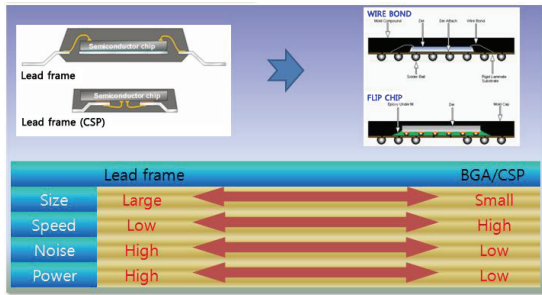 Semiconductor chip
Lead frame
Semiconductor chip
Lead frame (CSP)
WIRE BOND
Mold Compound Die Die Attach Wire Bond
Solder Ball Rigid Laminate
Substrate
FLIP CHIP
Epoxy Underfill Die Mold Cap
Lead frame BGA/CSP
Size Large Small
Speed Low High
Noise High Low
Power High Low